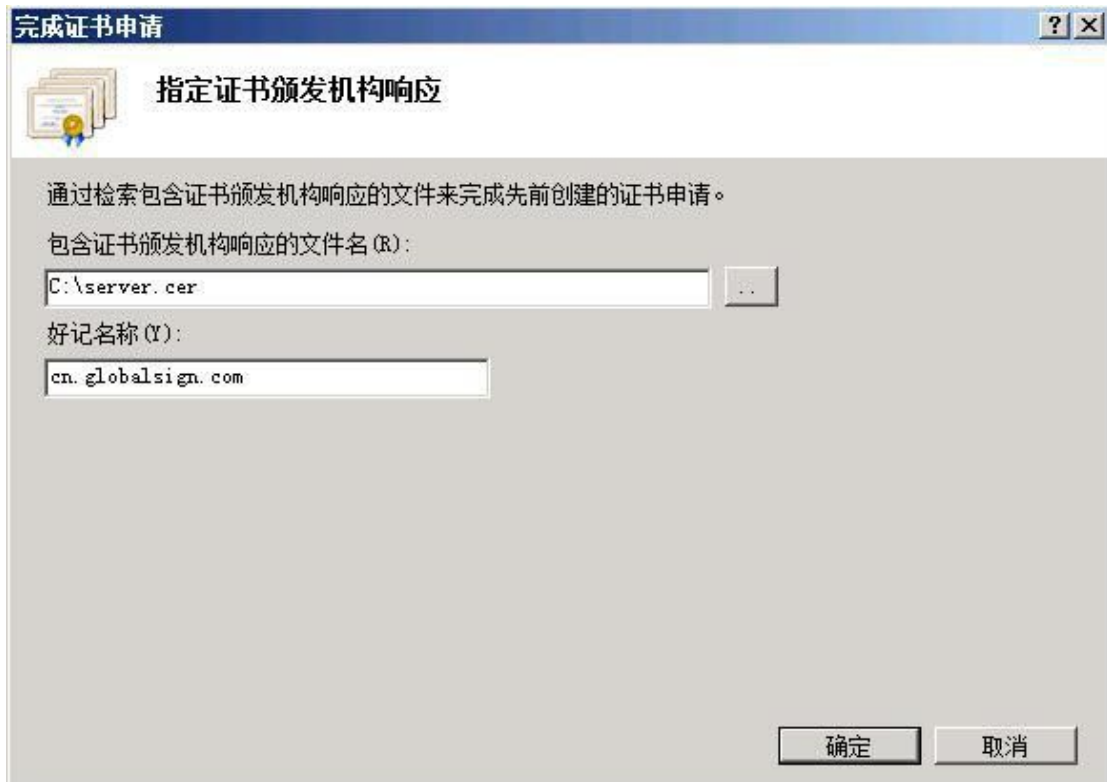 完成证书申请
指定证书颁发机构响应
通过检索包含证书颁发机构响应的文件来完成先前创建的证书申请。
包含证书颁发机构响应的文件名(R):
C:\server.cer
..
好记名称(Y):
cn.globalsign.com
确定
取消